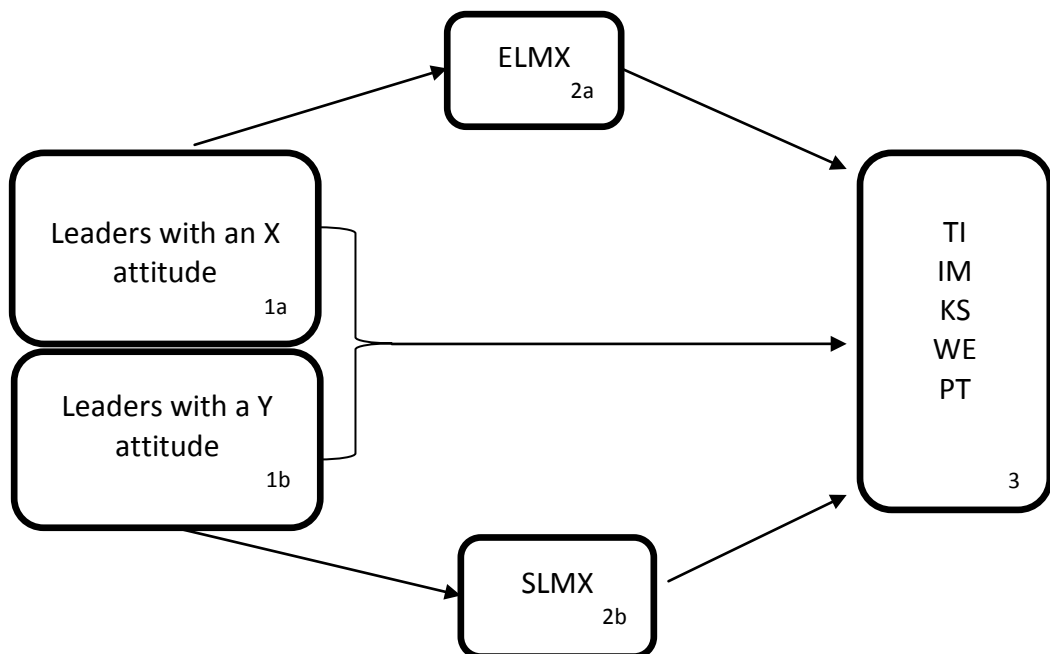 ELMX
2a
Leaders with an X
attitude
1a
Leaders with a Y
attitude
1b
TI
IM
KS
WE
PT
3
SLMX
2b